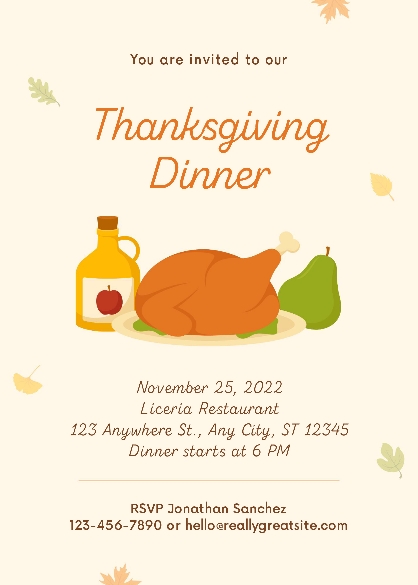 You are invited to our
Thanksgiving
Dinner
November 25, 2022
Liceria Restaurant
123 Anywhere St., Any City, ST 12345
Dinner starts at 6 PM
RSVP Jonathan Sanchez
123-456-7890 or hello@reallygreatsite.com